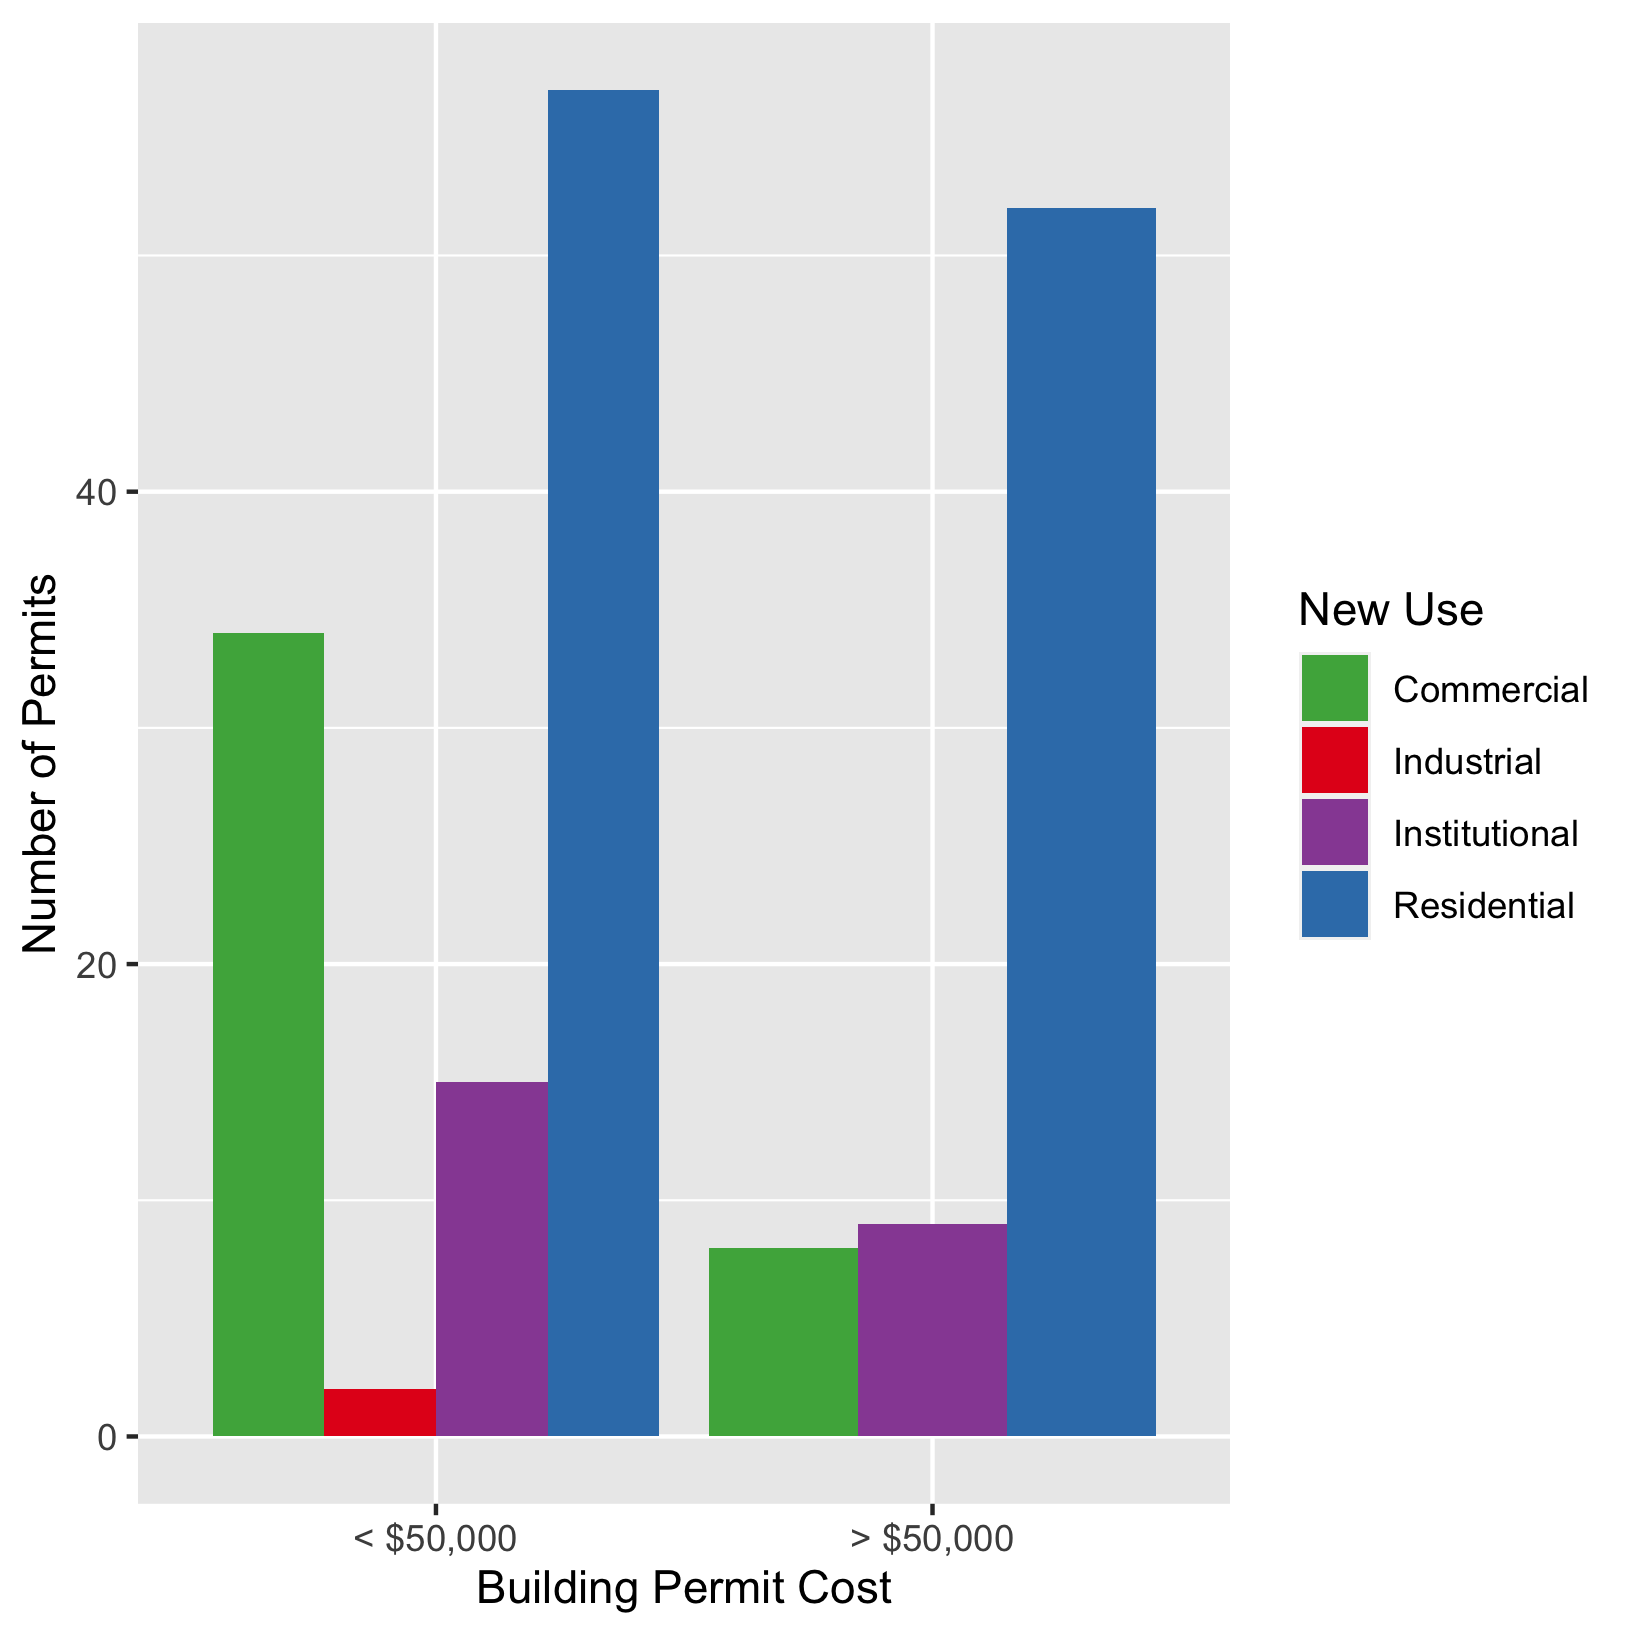 40
20
0
Number of Permits
< $50,000
> $50,000
Building Permit Cost
New Use
Commercial
Industrial
Institutional
Residential